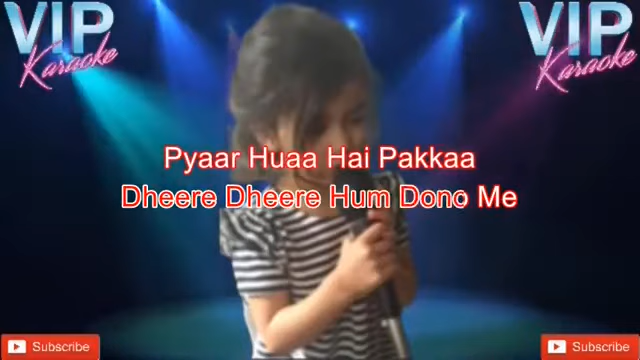 VIP
Karaoke
VIP
Karaoke
Pyaar Huaa Hai Pakkaa
Dheere Dheere Hum Dono Me
Subscribe
Subscribe